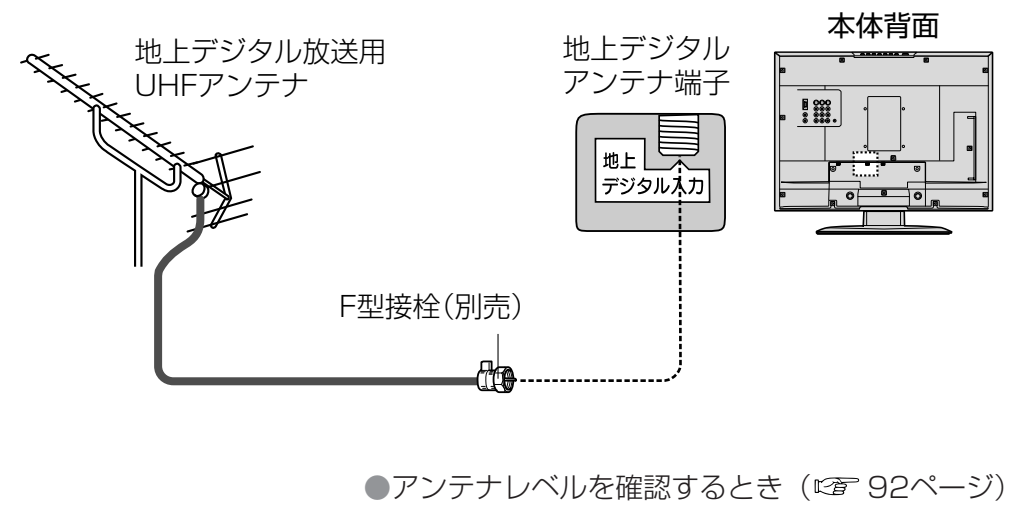 本体背面
地上デジタル放送用
UHFアンテナ
地上デジタル
アンテナ端子
地上
デジタル入力
F型接栓（別売）
●アンテナレベルを確認するとき（☞ 92ページ）